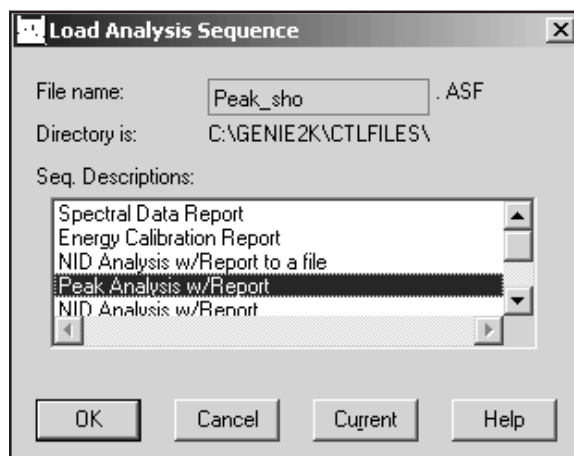 Load Analysis Sequence
File name: Peak_sho . ASF
Directory is: C:\GENIE2K\CTLFILES\
Seq. Descriptions:
Spectral Data Report
Energy Calibration Report
NID Analysis w/Report to a file
Peak Analysis w/Report
NID Analysis w/Report
OK Cancel Current Help